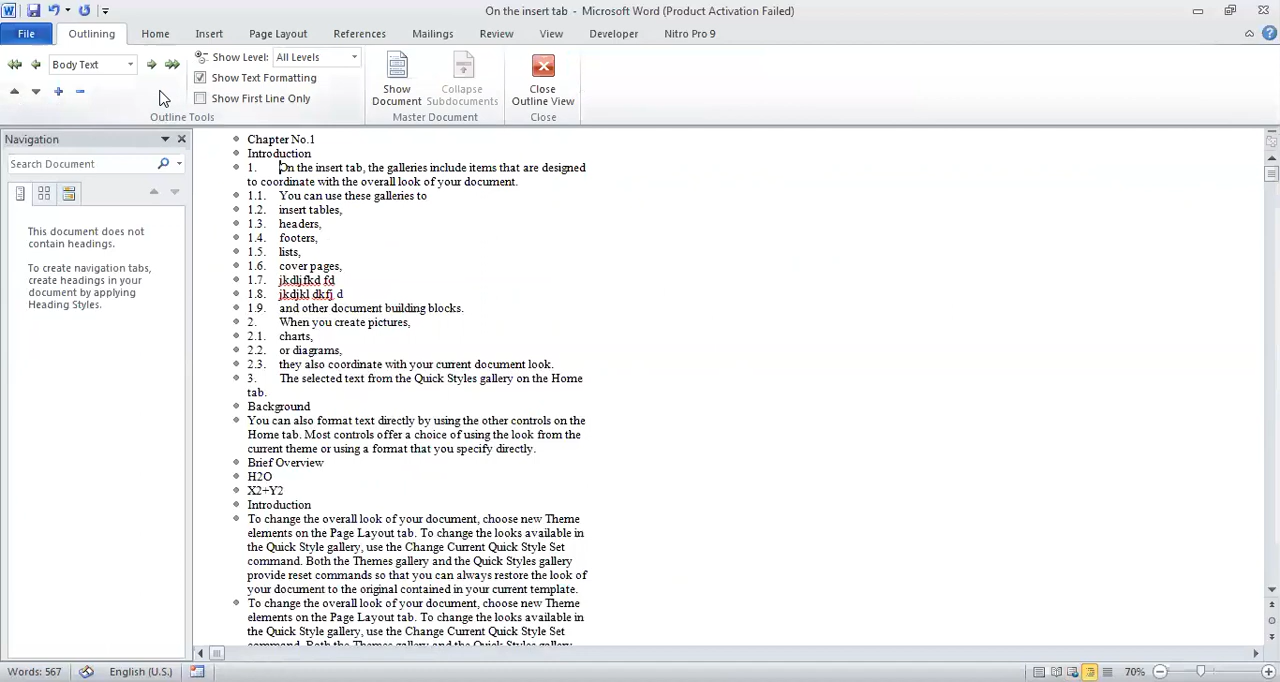 On the insert tab - Microsoft Word (Product Activation Failed)
File Outlining Home Insert Page Layout References Mailings Review View Developer Nitro Pro 9
Body Text
Show Level: All Levels
Show Text Formatting
Show First Line Only
Outline Tools
Show Document
Collapse Subdocuments
Master Document
Close Outline View
Close
Navigation
Search Document
This document does not
contain headings.
To create navigation tabs,
create headings in your
document by applying
Heading Styles.
Chapter No.1
Introduction
1. On the insert tab, the galleries include items that are designed
to coordinate with the overall look of your document.
1.1. You can use these galleries to
1.2. insert tables,
1.3. headers,
1.4. footers,
1.5. lists,
1.6. cover pages,
1.7. jkdljfkd fd
1.8. jkdjkl dkfj d
1.9. and other document building blocks.
2. When you create pictures,
2.1. charts,
2.2. or diagrams,
2.3. they also coordinate with your current document look.
3. The selected text from the Quick Styles gallery on the Home
tab.
Background
You can also format text directly by using the other controls on the
Home tab. Most controls offer a choice of using the look from the
current theme or using a format that you specify directly.
Brief Overview
H2O
X2+Y2
Introduction
To change the overall look of your document, choose new Theme
elements on the Page Layout tab. To change the looks available in
the Quick Style gallery, use the Change Current Quick Style Set
command. Both the Themes gallery and the Quick Styles gallery
provide reset commands so that you can always restore the look of
your document to the original contained in your current template.
To change the overall look of your document, choose new Theme
elements on the Page Layout tab. To change the looks available in
the Quick Style gallery, use the Change Current Quick Style Set
command. Both the Themes gallery and the Quick Styles gallery
Words: 567 English (U.S.) 70%